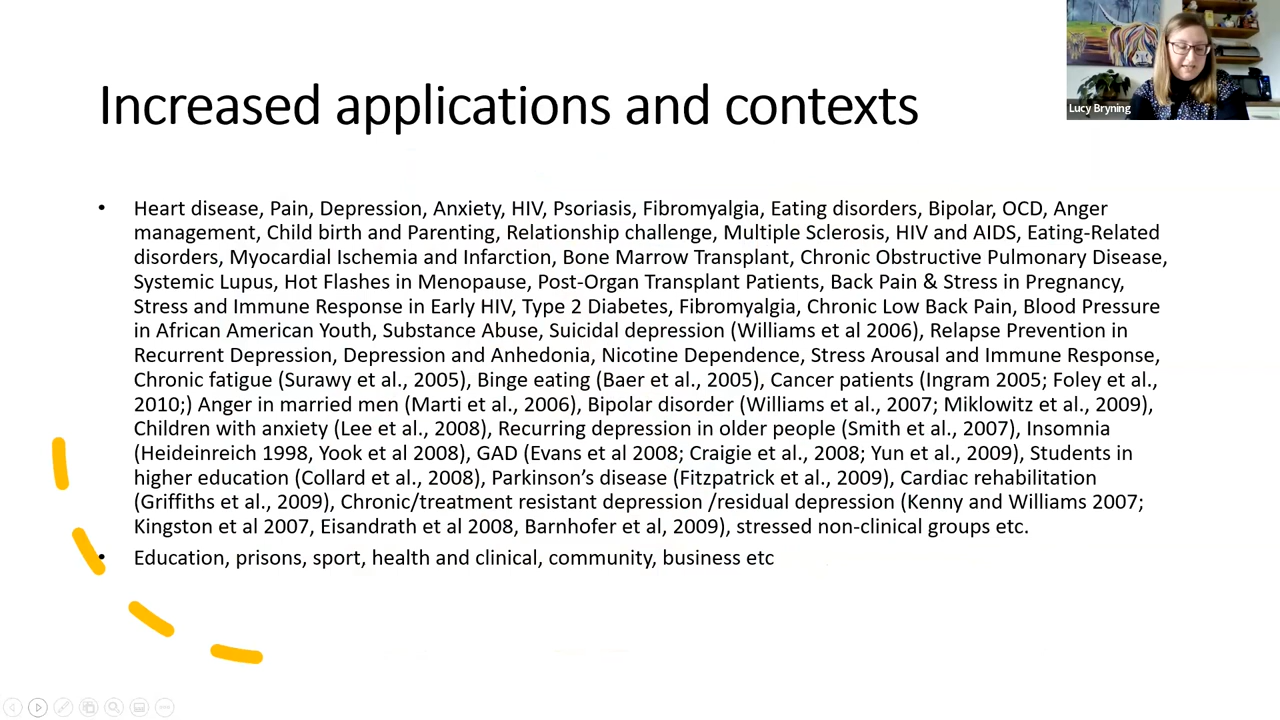 Increased applications and contexts
Lucy Bryning
• Heart disease, Pain, Depression, Anxiety, HIV, Psoriasis, Fibromyalgia, Eating disorders, Bipolar, OCD, Anger
management, Child birth and Parenting, Relationship challenge, Multiple Sclerosis, HIV and AIDS, Eating-Related
disorders, Myocardial Ischemia and Infarction, Bone Marrow Transplant, Chronic Obstructive Pulmonary Disease,
Systemic Lupus, Hot Flashes in Menopause, Post-Organ Transplant Patients, Back Pain & Stress in Pregnancy,
Stress and Immune Response in Early HIV, Type 2 Diabetes, Fibromyalgia, Chronic Low Back Pain, Blood Pressure
in African American Youth, Substance Abuse, Suicidal depression (Williams et al 2006), Relapse Prevention in
Recurrent Depression, Depression and Anhedonia, Nicotine Dependence, Stress Arousal and Immune Response,
Chronic fatigue (Surawy et al., 2005), Binge eating (Baer et al., 2005), Cancer patients (Ingram 2005; Foley et al.,
2010;) Anger in married men (Marti et al., 2006), Bipolar disorder (Williams et al., 2007; Miklowitz et al., 2009),
Children with anxiety (Lee et al., 2008), Recurring depression in older people (Smith et al., 2007), Insomnia
(Heideinreich 1998, Yook et al 2008), GAD (Evans et al 2008; Craigie et al., 2008; Yun et al., 2009), Students in
higher education (Collard et al., 2008), Parkinson’s disease (Fitzpatrick et al., 2009), Cardiac rehabilitation
(Griffiths et al., 2009), Chronic/treatment resistant depression /residual depression (Kenny and Williams 2007;
Kingston et al 2007, Eisandrath et al 2008, Barnhofer et al, 2009), stressed non-clinical groups etc.
• Education, prisons, sport, health and clinical, community, business etc